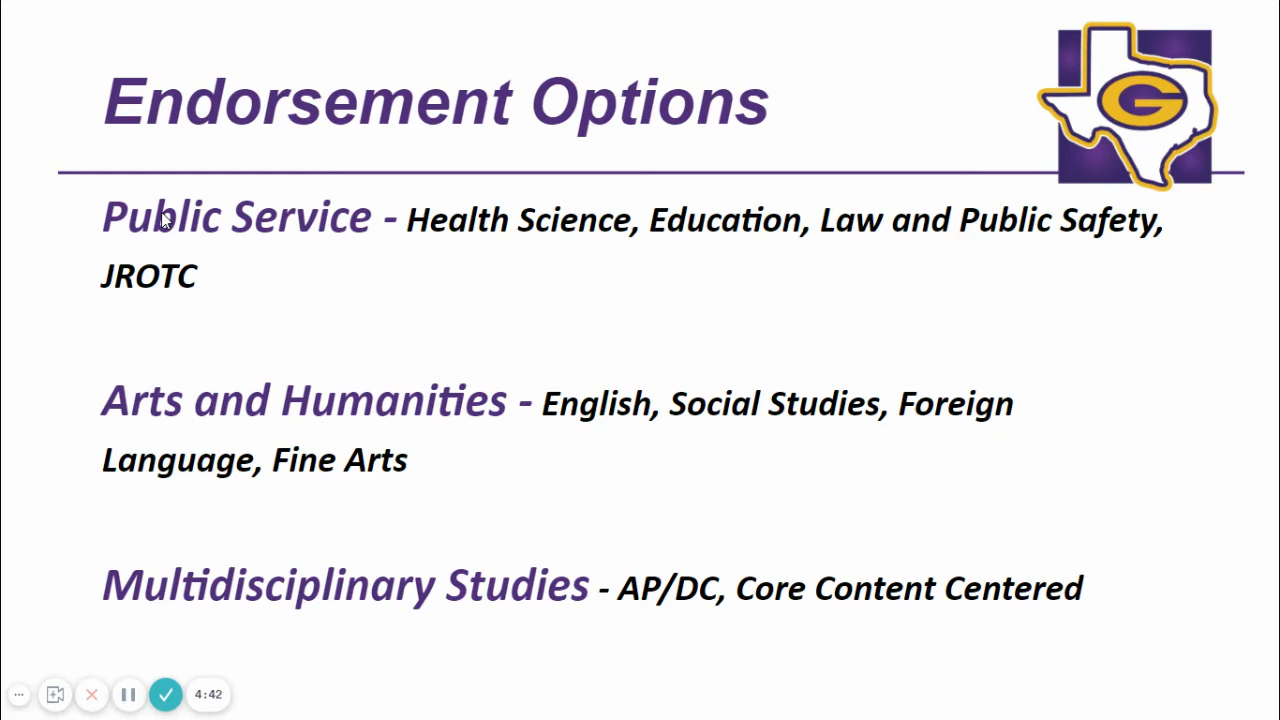 Endorsement Options
G
Public Service - Health Science, Education, Law and Public Safety,
JROTC
Arts and Humanities - English, Social Studies, Foreign
Language, Fine Arts
Multidisciplinary Studies - AP/DC, Core Content Centered
4:42